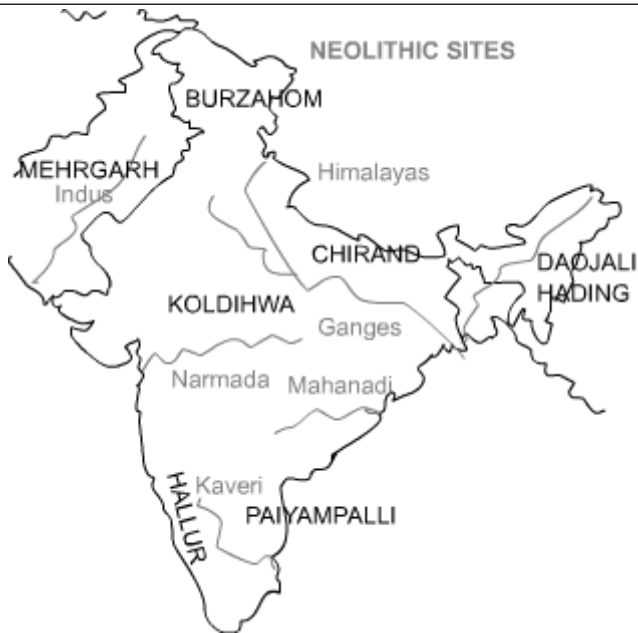 NEOLITHIC SITES
BURZAHOM
MEHRGARH
Indus
Himalayas
CHIRAND
DAOJALI
HADING
KOLDIHWA
Ganges
Narmada
Mahanadi
HALLUR
Kaveri
PAIYAMPALLI